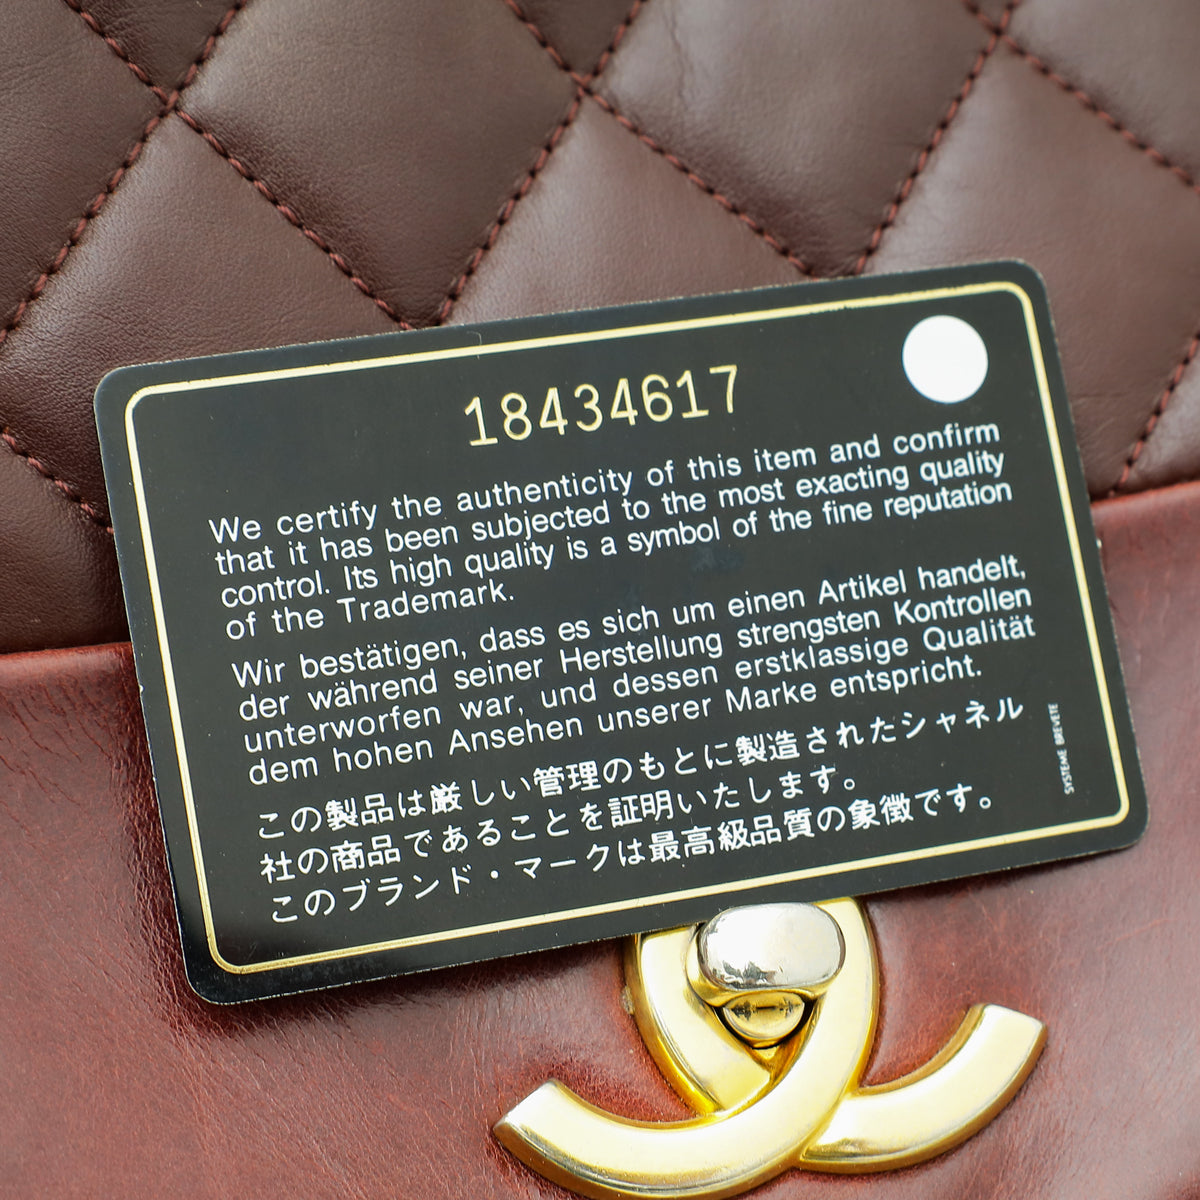 18434617
We certify the authenticity of this item and confirm
that it has been subjected to the most exacting quality
control. Its high quality is a symbol of the fine reputation
of the Trademark.
Wir bestätigen, dass es sich um einen Artikel handelt,
der während seiner Herstellung strengsten Kontrollen
unterworfen war, und dessen erstklassige Qualität
dem hohen Ansehen unserer Marke entspricht.
この製品は厳しい管理のもとに製造されたシャネル
社の商品であることを証明いたします。
このブランド・マークは最高級品質の象徴です。
SYSTEME BREVETE